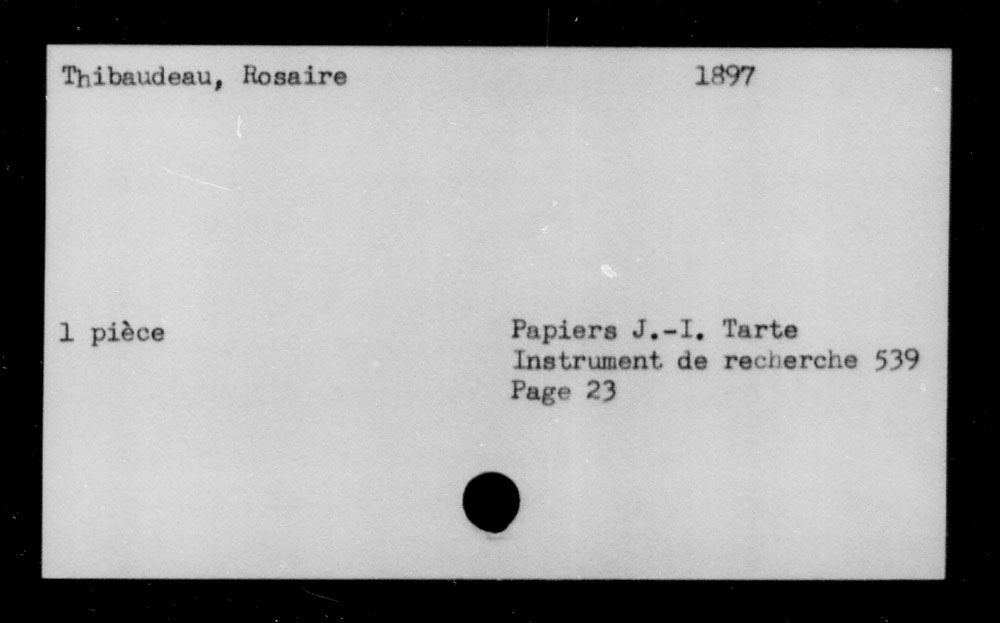 Thibaudeau, Rosaire 1897
1 pièce
Papiers J.-I. Tarte
Instrument de recherche 539
Page 23